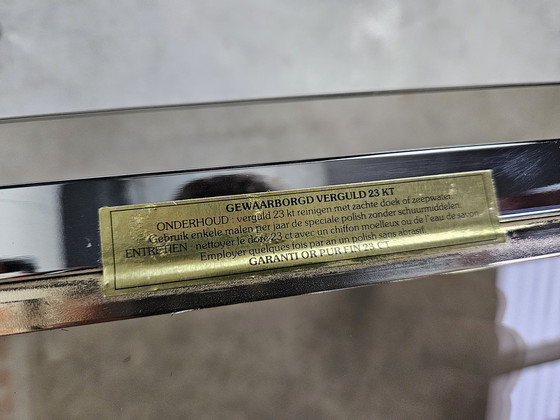 GEWAARBORGD VERGULD 23 KT
ONDERHOUD : verguld 23 kt reinigen met zachte doek of zeepwater.
Gebruik enkele malen per jaar de speciale polish zonder schuurmiddelen.
ENTRETIEN : nettoyer le doré 23 ct avec un chiffon moelleux ou de l'eau de savon.
Employer quelques fois par an un polish sans abrasif.
GARANTI OR PUR FIN 23 CT